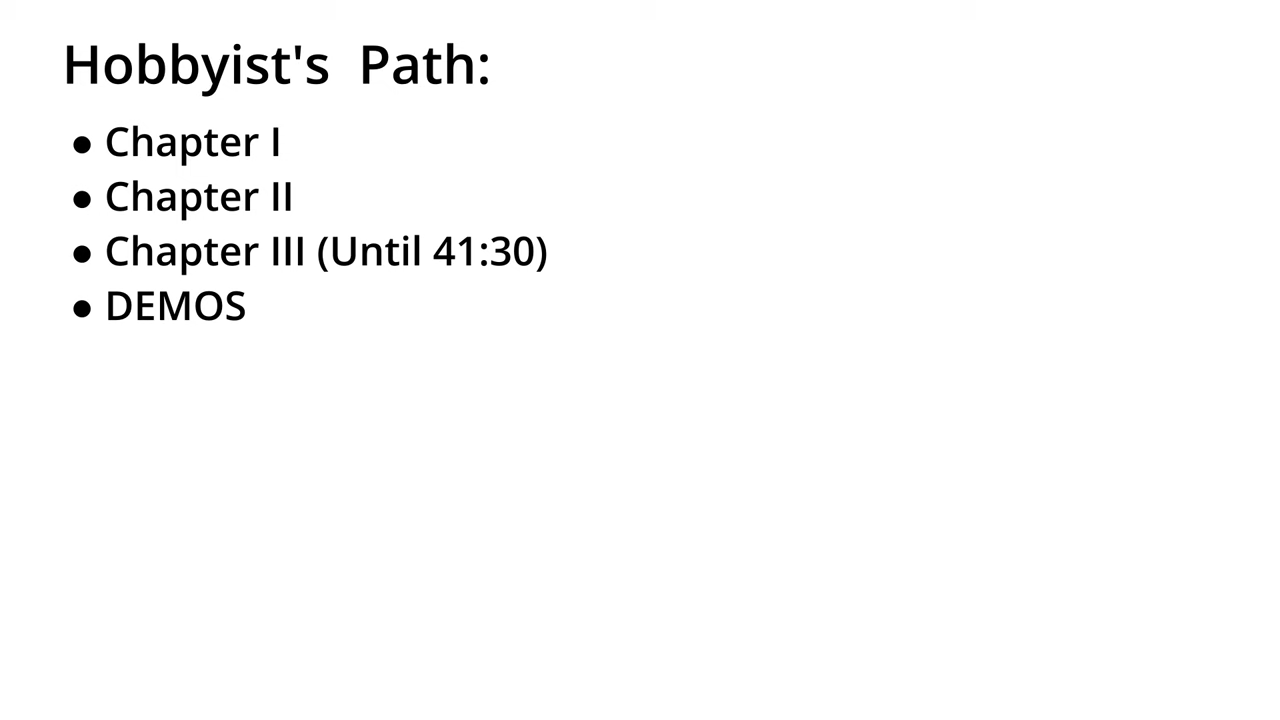 Hobbyist's  Path:
● Chapter I
● Chapter II
● Chapter III (Until 41:30)
● DEMOS